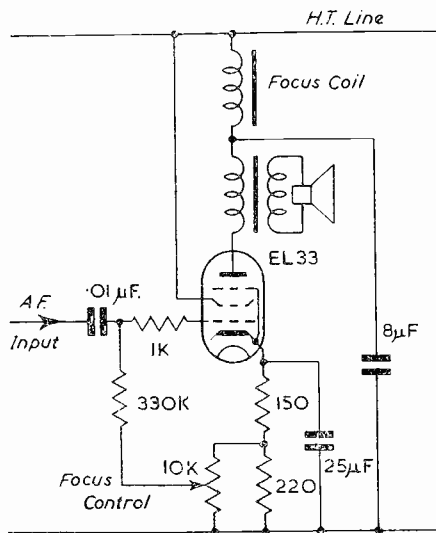 H.T. Line
Focus Coil
EL33
·01µF.
A.F.
Input
1K
8µF
330K
150
10K
Focus
Control
220
25µF